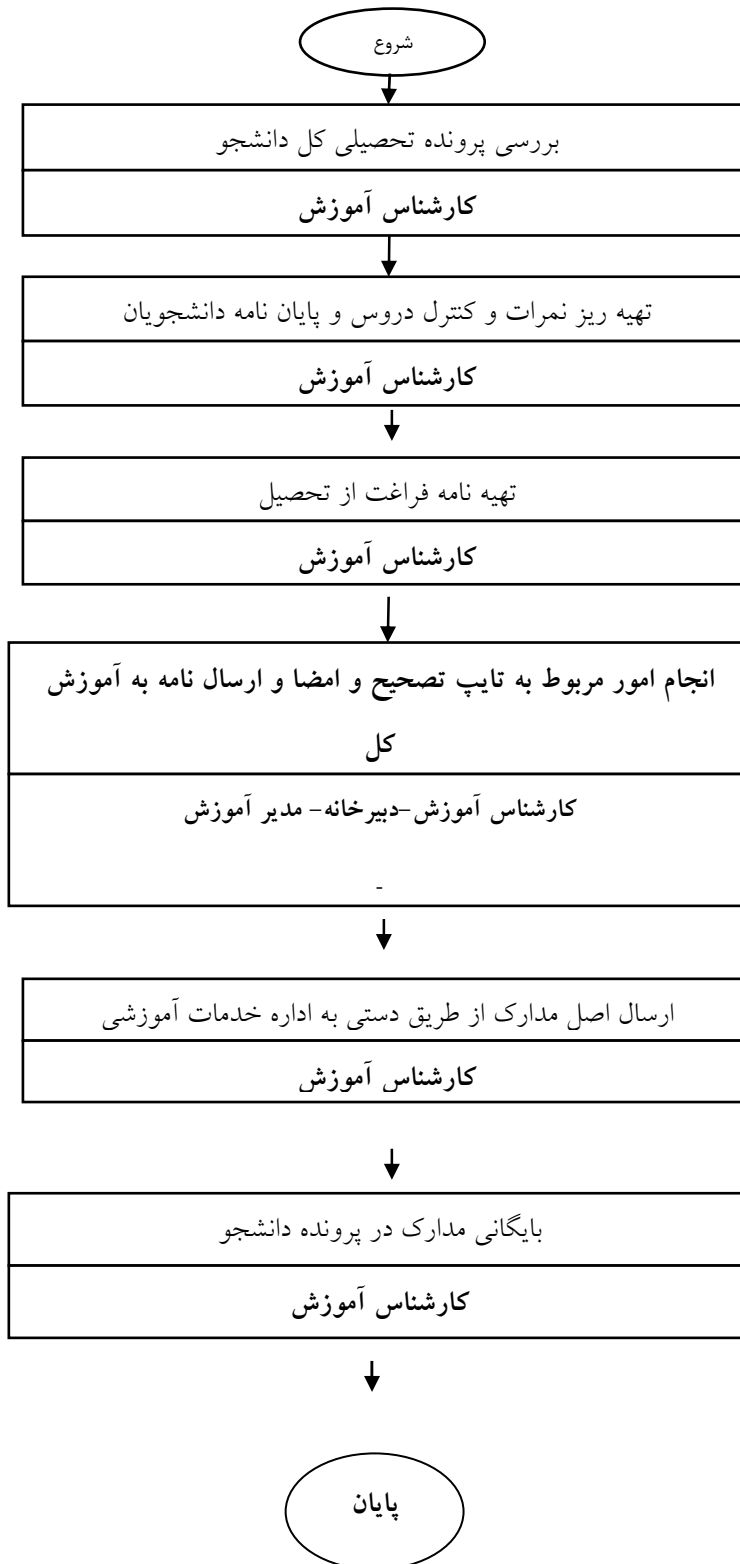 شروع
بررسی پرونده تحصیلی کل دانشجو
کارشناس آموزش
تهیه ریز نمرات و کنترل دروس و پایان نامه دانشجویان
کارشناس آموزش
تهیه نامه فراغت از تحصیل
کارشناس آموزش
انجام امور مربوط به تایپ تصحیح و امضا و ارسال نامه به آموزش
کل
کارشناس آموزش-دبیرخانه- مدیر آموزش
-
ارسال اصل مدارک از طریق دستی به اداره خدمات آموزشی
کارشناس آموزش
بایگانی مدارک در پرونده دانشجو
کارشناس آموزش
پایان